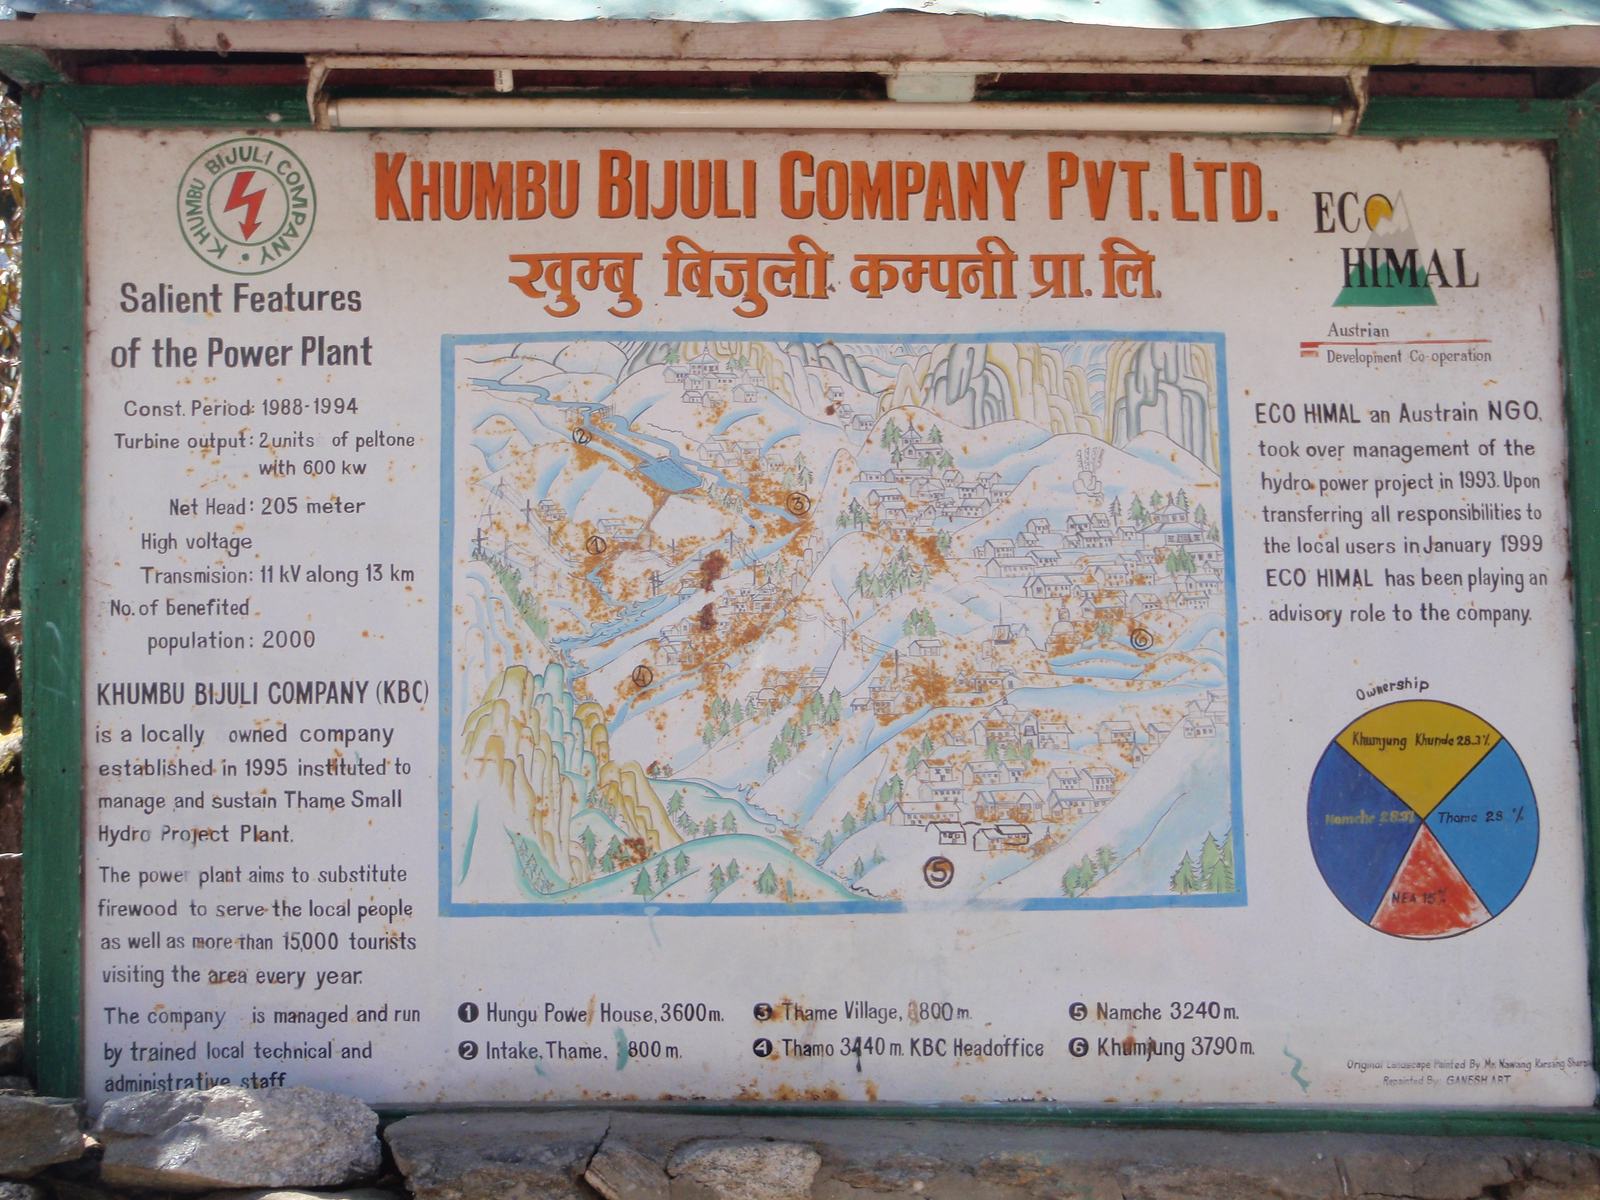 KHUMBU BIJULI COMPANY
KHUMBU BIJULI COMPANY PVT. LTD.
खुम्बु बिजुली कम्पनी प्रा. लि.
Salient Features
of the Power Plant
Const. Period: 1988-1994
Turbine output: 2 units of peltone
with 600 kw
Net Head: 205 meter
High voltage
Transmision: 11 kV along 13 km
No. of benefited
population: 2000
KHUMBU BIJULI COMPANY (KBC)
is a locally owned company
established in 1995 instituted to
manage and sustain Thame Small
Hydro Project Plant.
The power plant aims to substitute
firewood to serve the local people
as well as more than 15,000 tourists
visiting the area every year.
The company is managed and run
by trained local technical and
administrative staff
2
3
1
4
6
5
1 Hungu Powe House, 3600m.
2 Intake, Thame, 800 m.
3 Thame Village, 800 m.
4 Thamo 3440 m. KBC Headoffice
5 Namche 3240 m.
6 Khumjung 3790 m.
ECO
HIMAL
Austrian
Development Co-operation
ECO HIMAL an Austrain NGO,
took over management of the
hydro power project in 1993. Upon
transferring all responsibilities to
the local users in January 1999
ECO HIMAL has been playing an
advisory role to the company.
Ownership
Khumjung Khunde 28.3%
Namche
Thame 28 %
NEA 15%
Original Landscape Painted By Mr. Nawang Karsang Sherpa
Repainted By: GANESH ART